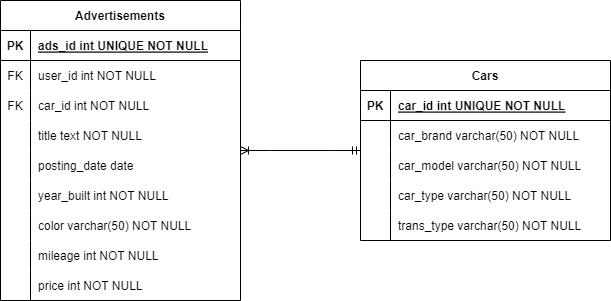 Advertisements
PK ads_id int UNIQUE NOT NULL
FK user_id int NOT NULL
FK car_id int NOT NULL
title text NOT NULL
posting_date date
year_built int NOT NULL
color varchar(50) NOT NULL
mileage int NOT NULL
price int NOT NULL
Cars
PK car_id int UNIQUE NOT NULL
car_brand varchar(50) NOT NULL
car_model varchar(50) NOT NULL
car_type varchar(50) NOT NULL
trans_type varchar(50) NOT NULL